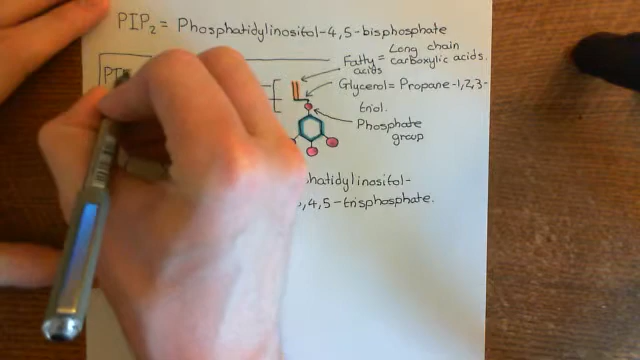 PIP2 = Phosphatidylinositol-4,5-bisphosphate
Fatty acids = Long chain carboxylic acids.
Glycerol = Propane-1,2,3-triol.
Phosphate group
hatidylinositol-
,4,5-trisphosphate.